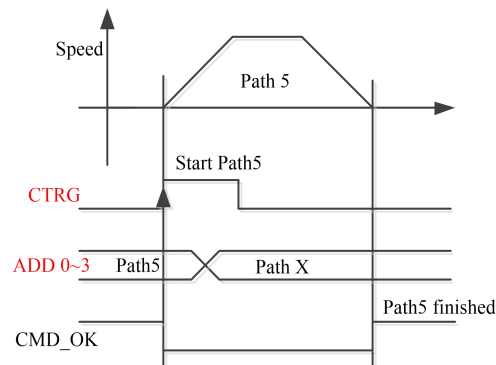 Speed
Path 5
Start Path5
CTRG
ADD 0~3
Path5
Path X
Path5 finished
CMD_OK